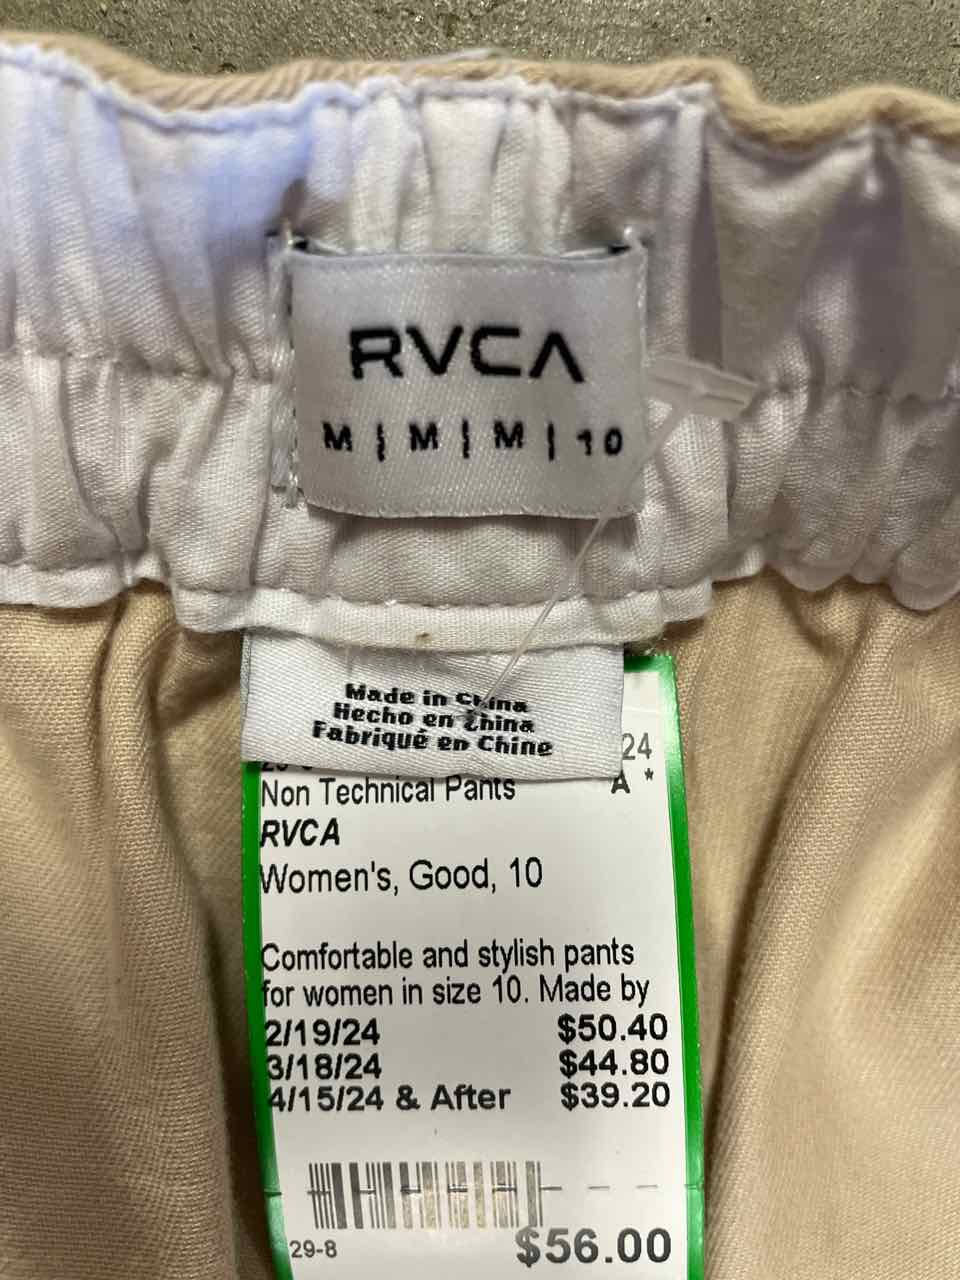 RVCA
M | M | M | 10
Made in China
Hecho en China
Fabriqué en Chine
24
Non Technical Pants A *
RVCA
Women's, Good, 10
Comfortable and stylish pants
for women in size 10. Made by
2/19/24 $50.40
3/18/24 $44.80
4/15/24 & After $39.20
29-8
$56.00